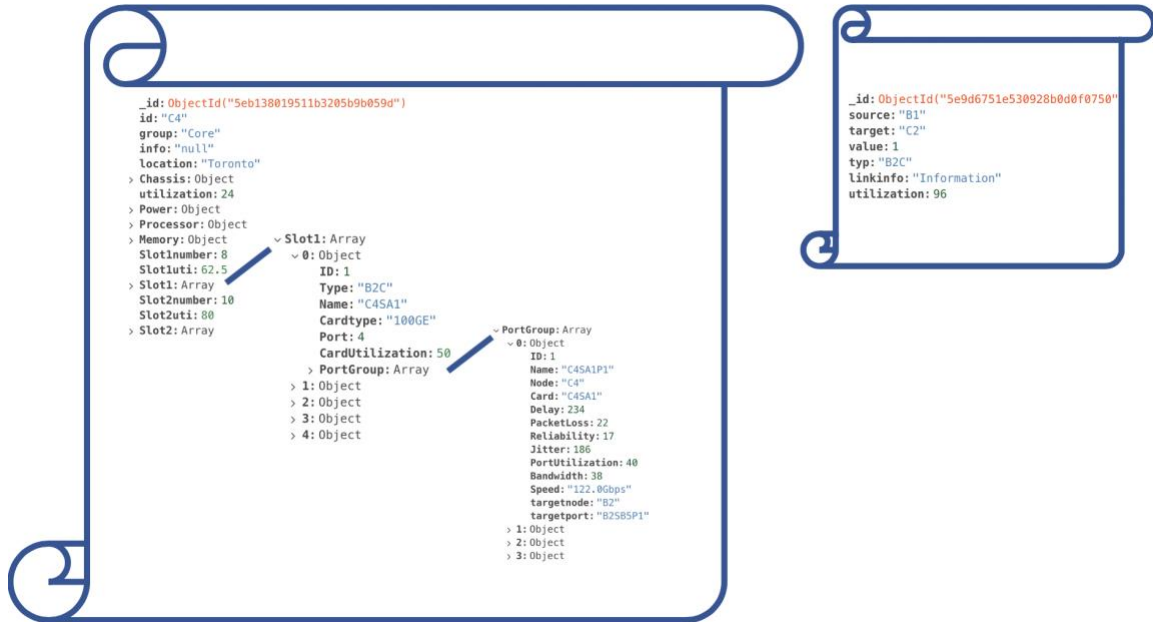 _id: ObjectId("5eb138019511b3205b9b059d")
id: "C4"
group: "Core"
info: "null"
location: "Toronto"
> Chassis: Object
utilization: 24
> Power: Object
> Processor: Object
> Memory: Object
Slot1number: 8
Slot1uti: 62.5
> Slot1: Array
Slot2number: 10
Slot2uti: 80
> Slot2: Array
⌄ Slot1: Array
⌄ 0: Object
ID: 1
Type: "B2C"
Name: "C4SA1"
Cardtype: "100GE"
Port: 4
CardUtilization: 50
> PortGroup: Array
> 1: Object
> 2: Object
> 3: Object
> 4: Object
⌄ PortGroup: Array
⌄ 0: Object
ID: 1
Name: "C4SA1P1"
Node: "C4"
Card: "C4SA1"
Delay: 234
PacketLoss: 22
Reliability: 17
Jitter: 186
PortUtilization: 40
Bandwidth: 38
Speed: "122.0Gbps"
targetnode: "B2"
targetport: "B2SB5P1"
> 1: Object
> 2: Object
> 3: Object
_id: ObjectId("5e9d6751e530928b0d0f0750"
source: "B1"
target: "C2"
value: 1
typ: "B2C"
linkinfo: "Information"
utilization: 96